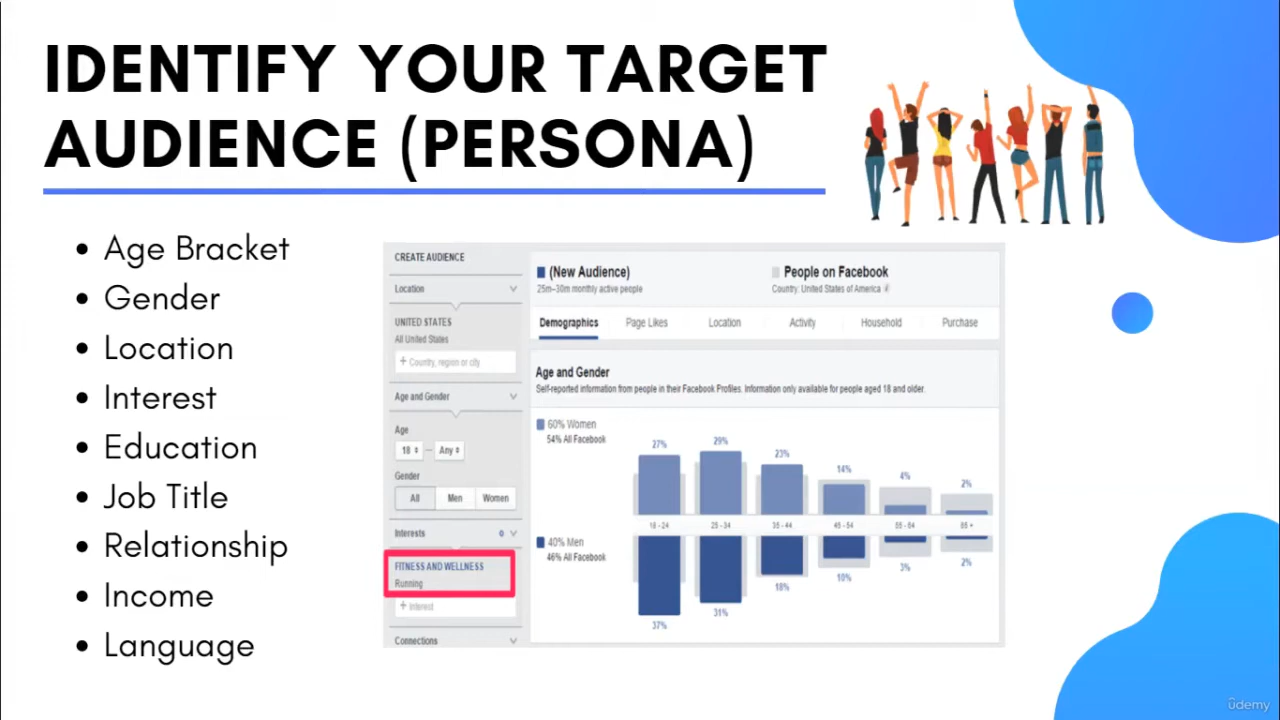 IDENTIFY YOUR TARGET
AUDIENCE (PERSONA)
• Age Bracket
• Gender
• Location
• Interest
• Education
• Job Title
• Relationship
• Income
• Language
CREATE AUDIENCE
Location
UNITED STATES
All United States
+ Country, region or city
Age and Gender
Age
18 — Any
Gender
All Men Women
Interests 0
FITNESS AND WELLNESS
Running
+ Interest
Connections
(New Audience)
25m–30m monthly active people
People on Facebook
Country: United States of America
Demographics Page Likes Location Activity Household Purchase
Age and Gender
Self-reported information from people in their Facebook Profiles. Information only available for people aged 18 and older.
60% Women
54% All Facebook
27% 29% 23% 14% 4% 2%
18 - 24 25 - 34 35 - 44 45 - 54 55 - 64 65 +
40% Men
46% All Facebook
37% 31% 18% 10% 3% 2%
ûdemy